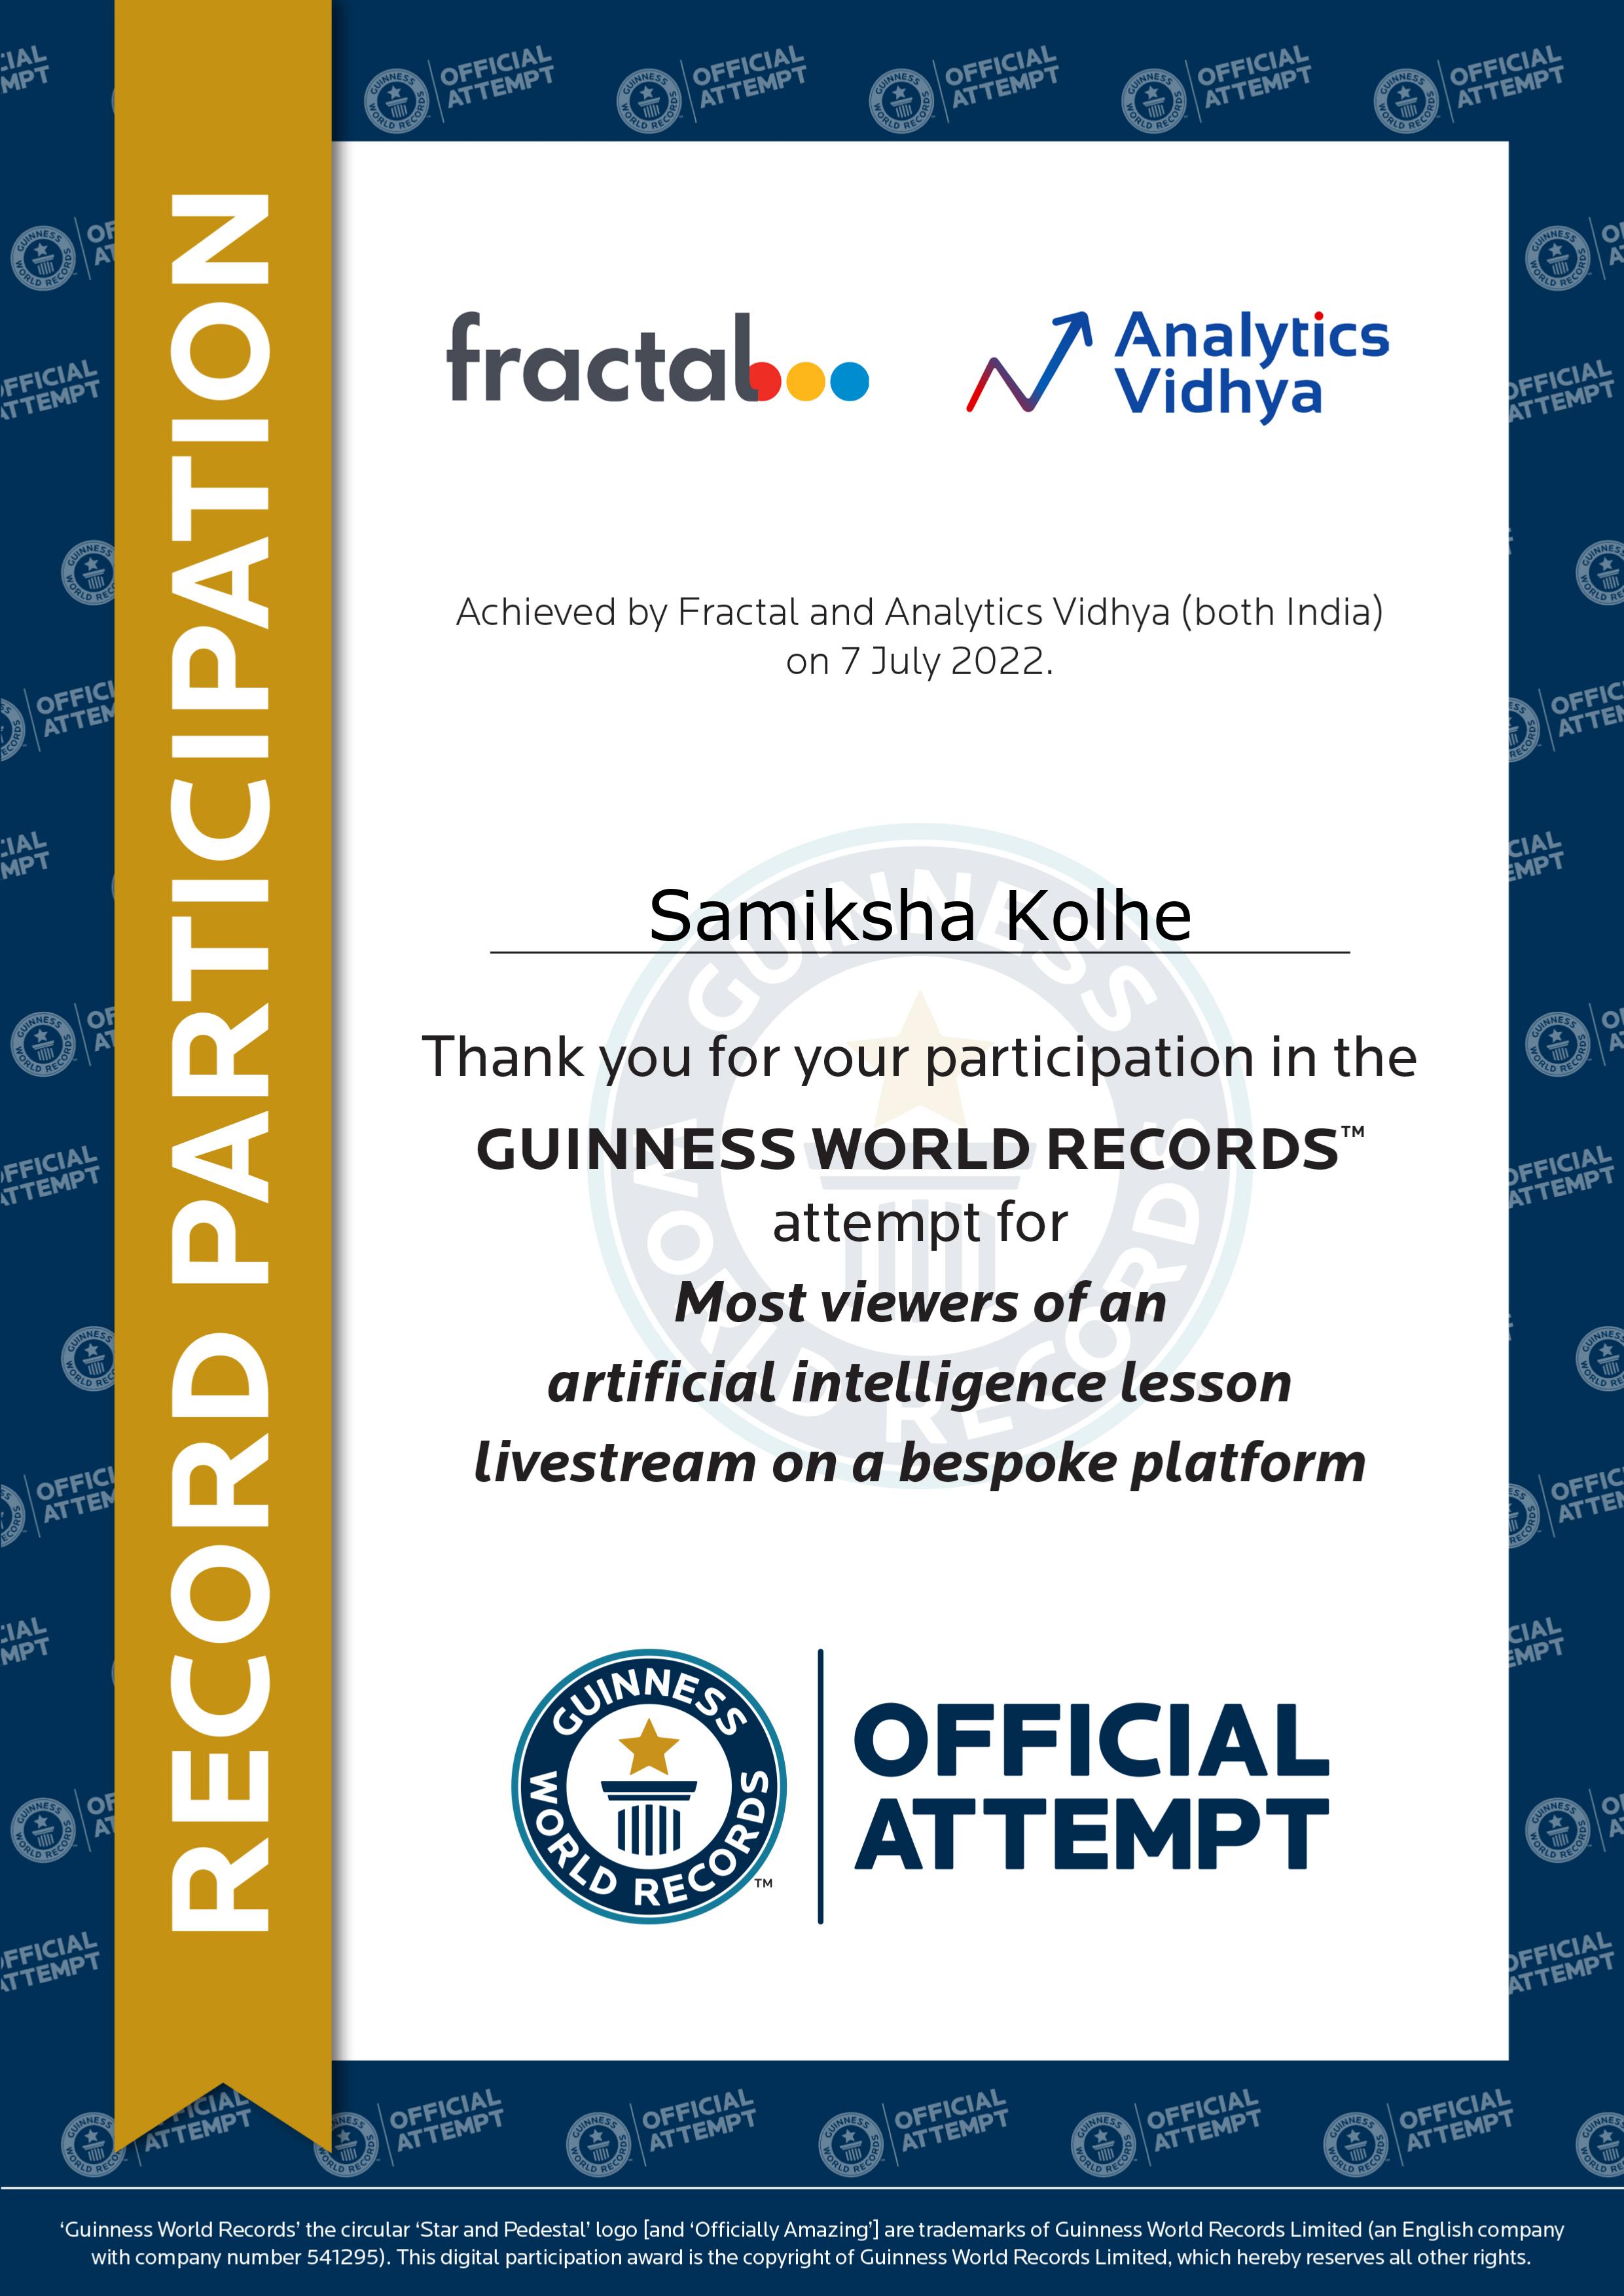 RECORD PARTICIPATION
fractal
Analytics
Vidhya
Achieved by Fractal and Analytics Vidhya (both India)
on 7 July 2022.
Samiksha Kolhe
Thank you for your participation in the
GUINNESS WORLD RECORDS™
attempt for
Most viewers of an
artificial intelligence lesson
livestream on a bespoke platform
GUINNESS WORLD RECORDS™
OFFICIAL
ATTEMPT
‘Guinness World Records’ the circular ‘Star and Pedestal’ logo [and ‘Officially Amazing’] are trademarks of Guinness World Records Limited (an English company
with company number 541295). This digital participation award is the copyright of Guinness World Records Limited, which hereby reserves all other rights.